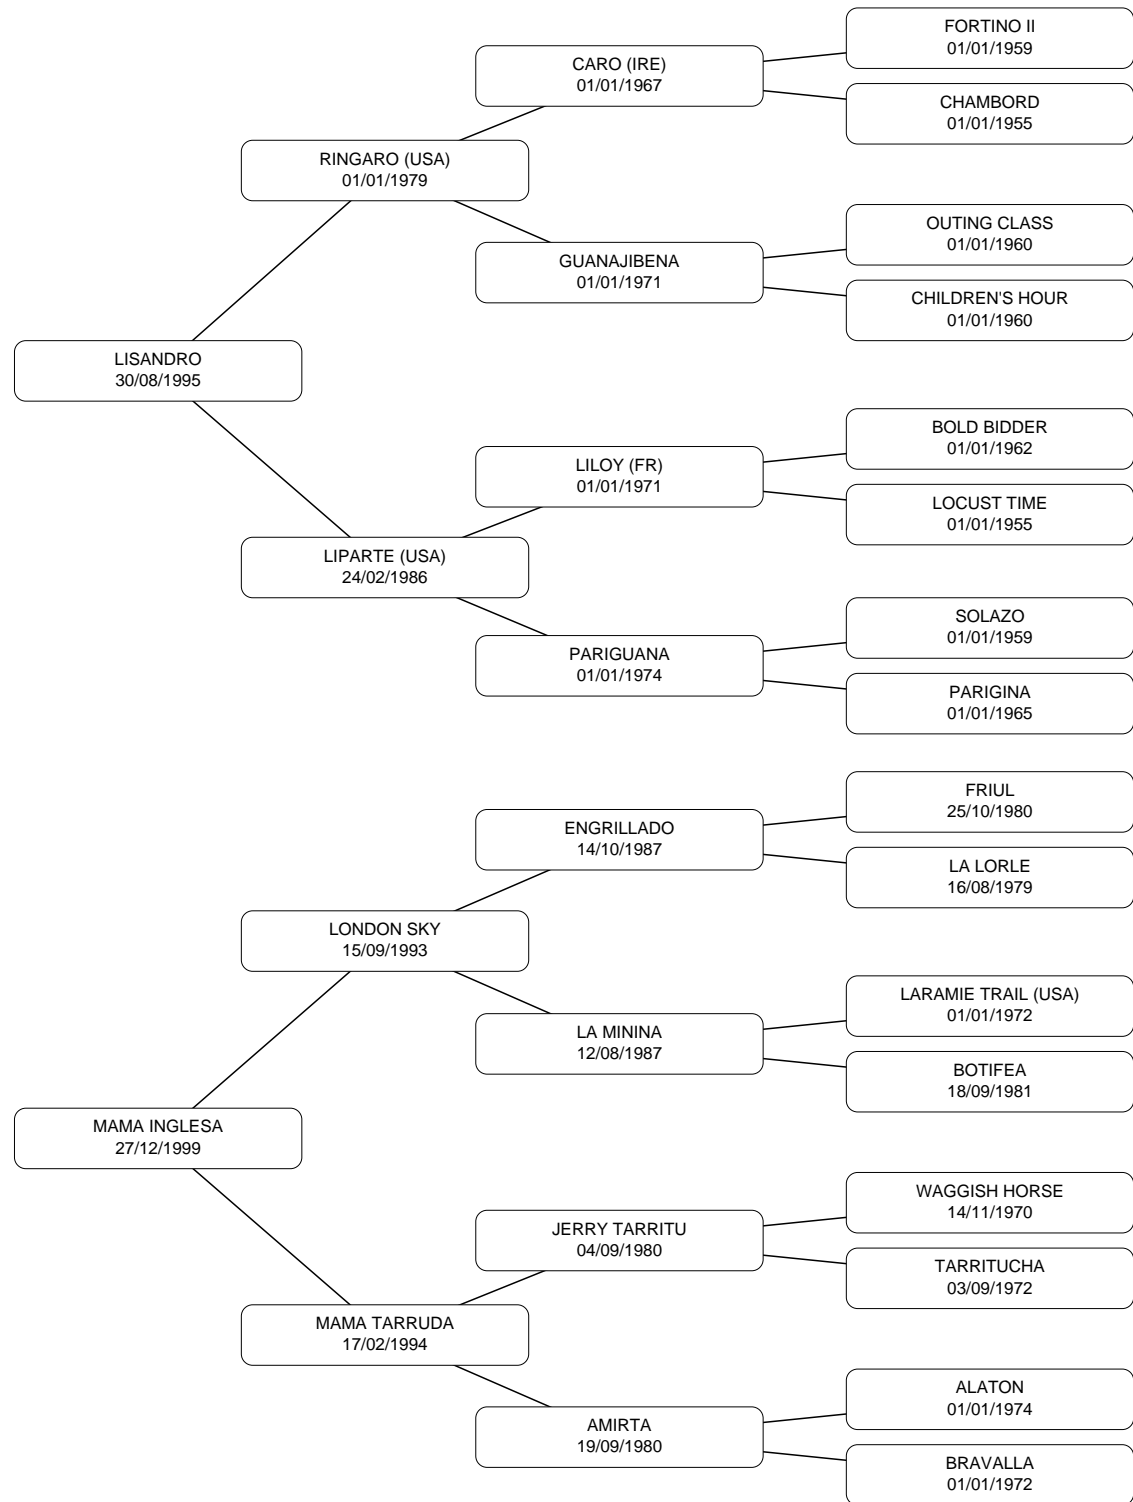 FORTINO II
01/01/1959
CARO (IRE)
01/01/1967
CHAMBORD
01/01/1955
RINGARO (USA)
01/01/1979
OUTING CLASS
01/01/1960
GUANAJIBENA
01/01/1971
CHILDREN'S HOUR
01/01/1960
LISANDRO
30/08/1995
BOLD BIDDER
01/01/1962
LILOY (FR)
01/01/1971
LOCUST TIME
01/01/1955
LIPARTE (USA)
24/02/1986
SOLAZO
01/01/1959
PARIGUANA
01/01/1974
PARIGINA
01/01/1965
FRIUL
25/10/1980
ENGRILLADO
14/10/1987
LA LORLE
16/08/1979
LONDON SKY
15/09/1993
LARAMIE TRAIL (USA)
01/01/1972
LA MININA
12/08/1987
BOTIFEA
18/09/1981
MAMA INGLESA
27/12/1999
WAGGISH HORSE
14/11/1970
JERRY TARRITU
04/09/1980
TARRITUCHA
03/09/1972
MAMA TARRUDA
17/02/1994
ALATON
01/01/1974
AMIRTA
19/09/1980
BRAVALLA
01/01/1972